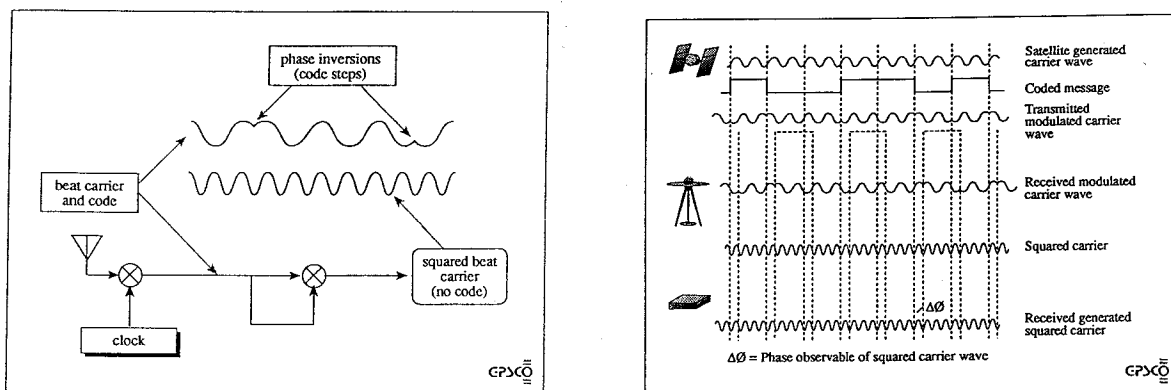 phase inversions
(code steps)
beat carrier
and code
squared beat
carrier
(no code)
clock
GPSCO
Satellite generated
carrier wave
Coded message
Transmitted
modulated carrier
wave
Received modulated
carrier wave
Squared carrier
ΔØ
Received generated
squared carrier
ΔØ = Phase observable of squared carrier wave
GPSCO